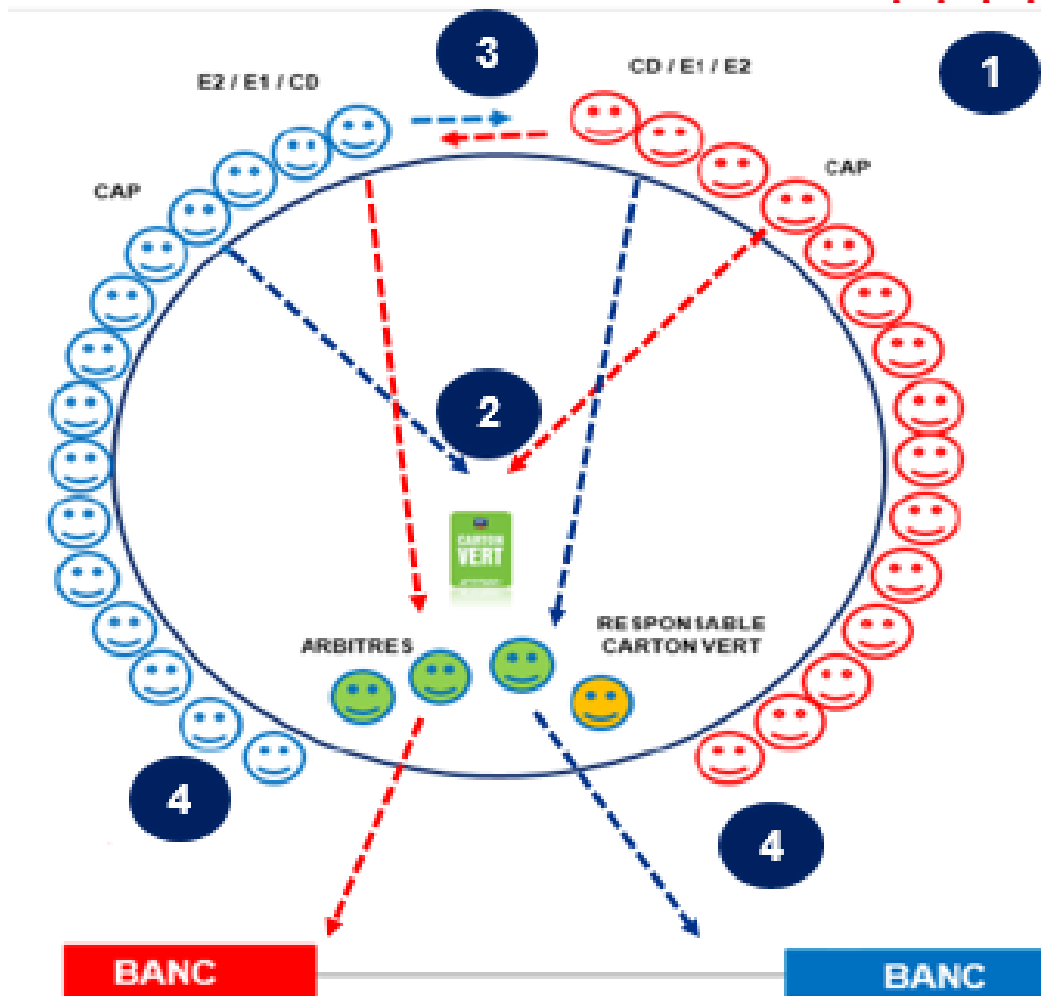 3
1
E2 / E1 / CD
CD / E1 / E2
CAP
CAP
2
CARTON
VERT
ARBITRES
RESPONSABLE
CARTON VERT
4
4
BANC
BANC